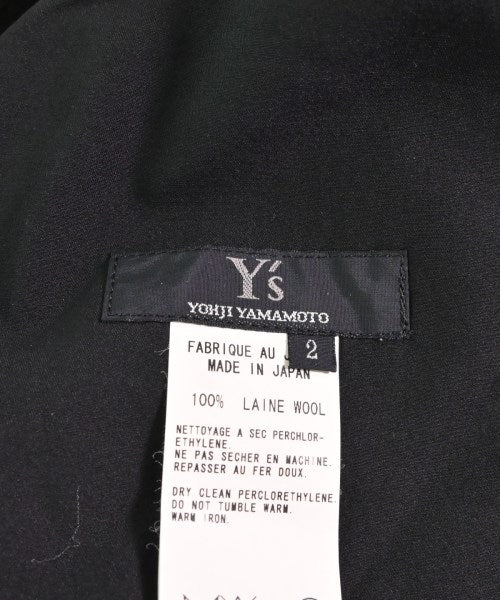 Y's
YOHJI YAMAMOTO
2
FABRIQUE AU J
MADE IN JAPAN
100% LAINE WOOL
NETTOYAGE A SEC PERCHLOR-
ETHYLENE.
NE PAS SECHER EN MACHINE.
REPASSER AU FER DOUX.
DRY CLEAN PERCLORETHYLENE.
DO NOT TUMBLE WARM.
WARM IRON.